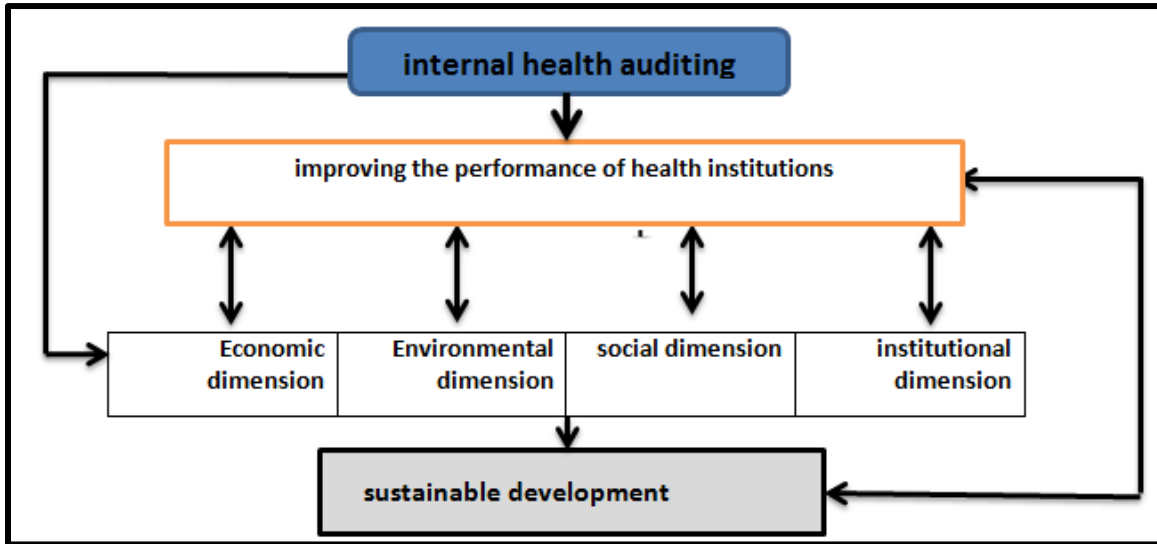 internal health auditing
improving the performance of health institutions
Economic dimension
Environmental dimension
social dimension
institutional dimension
sustainable development